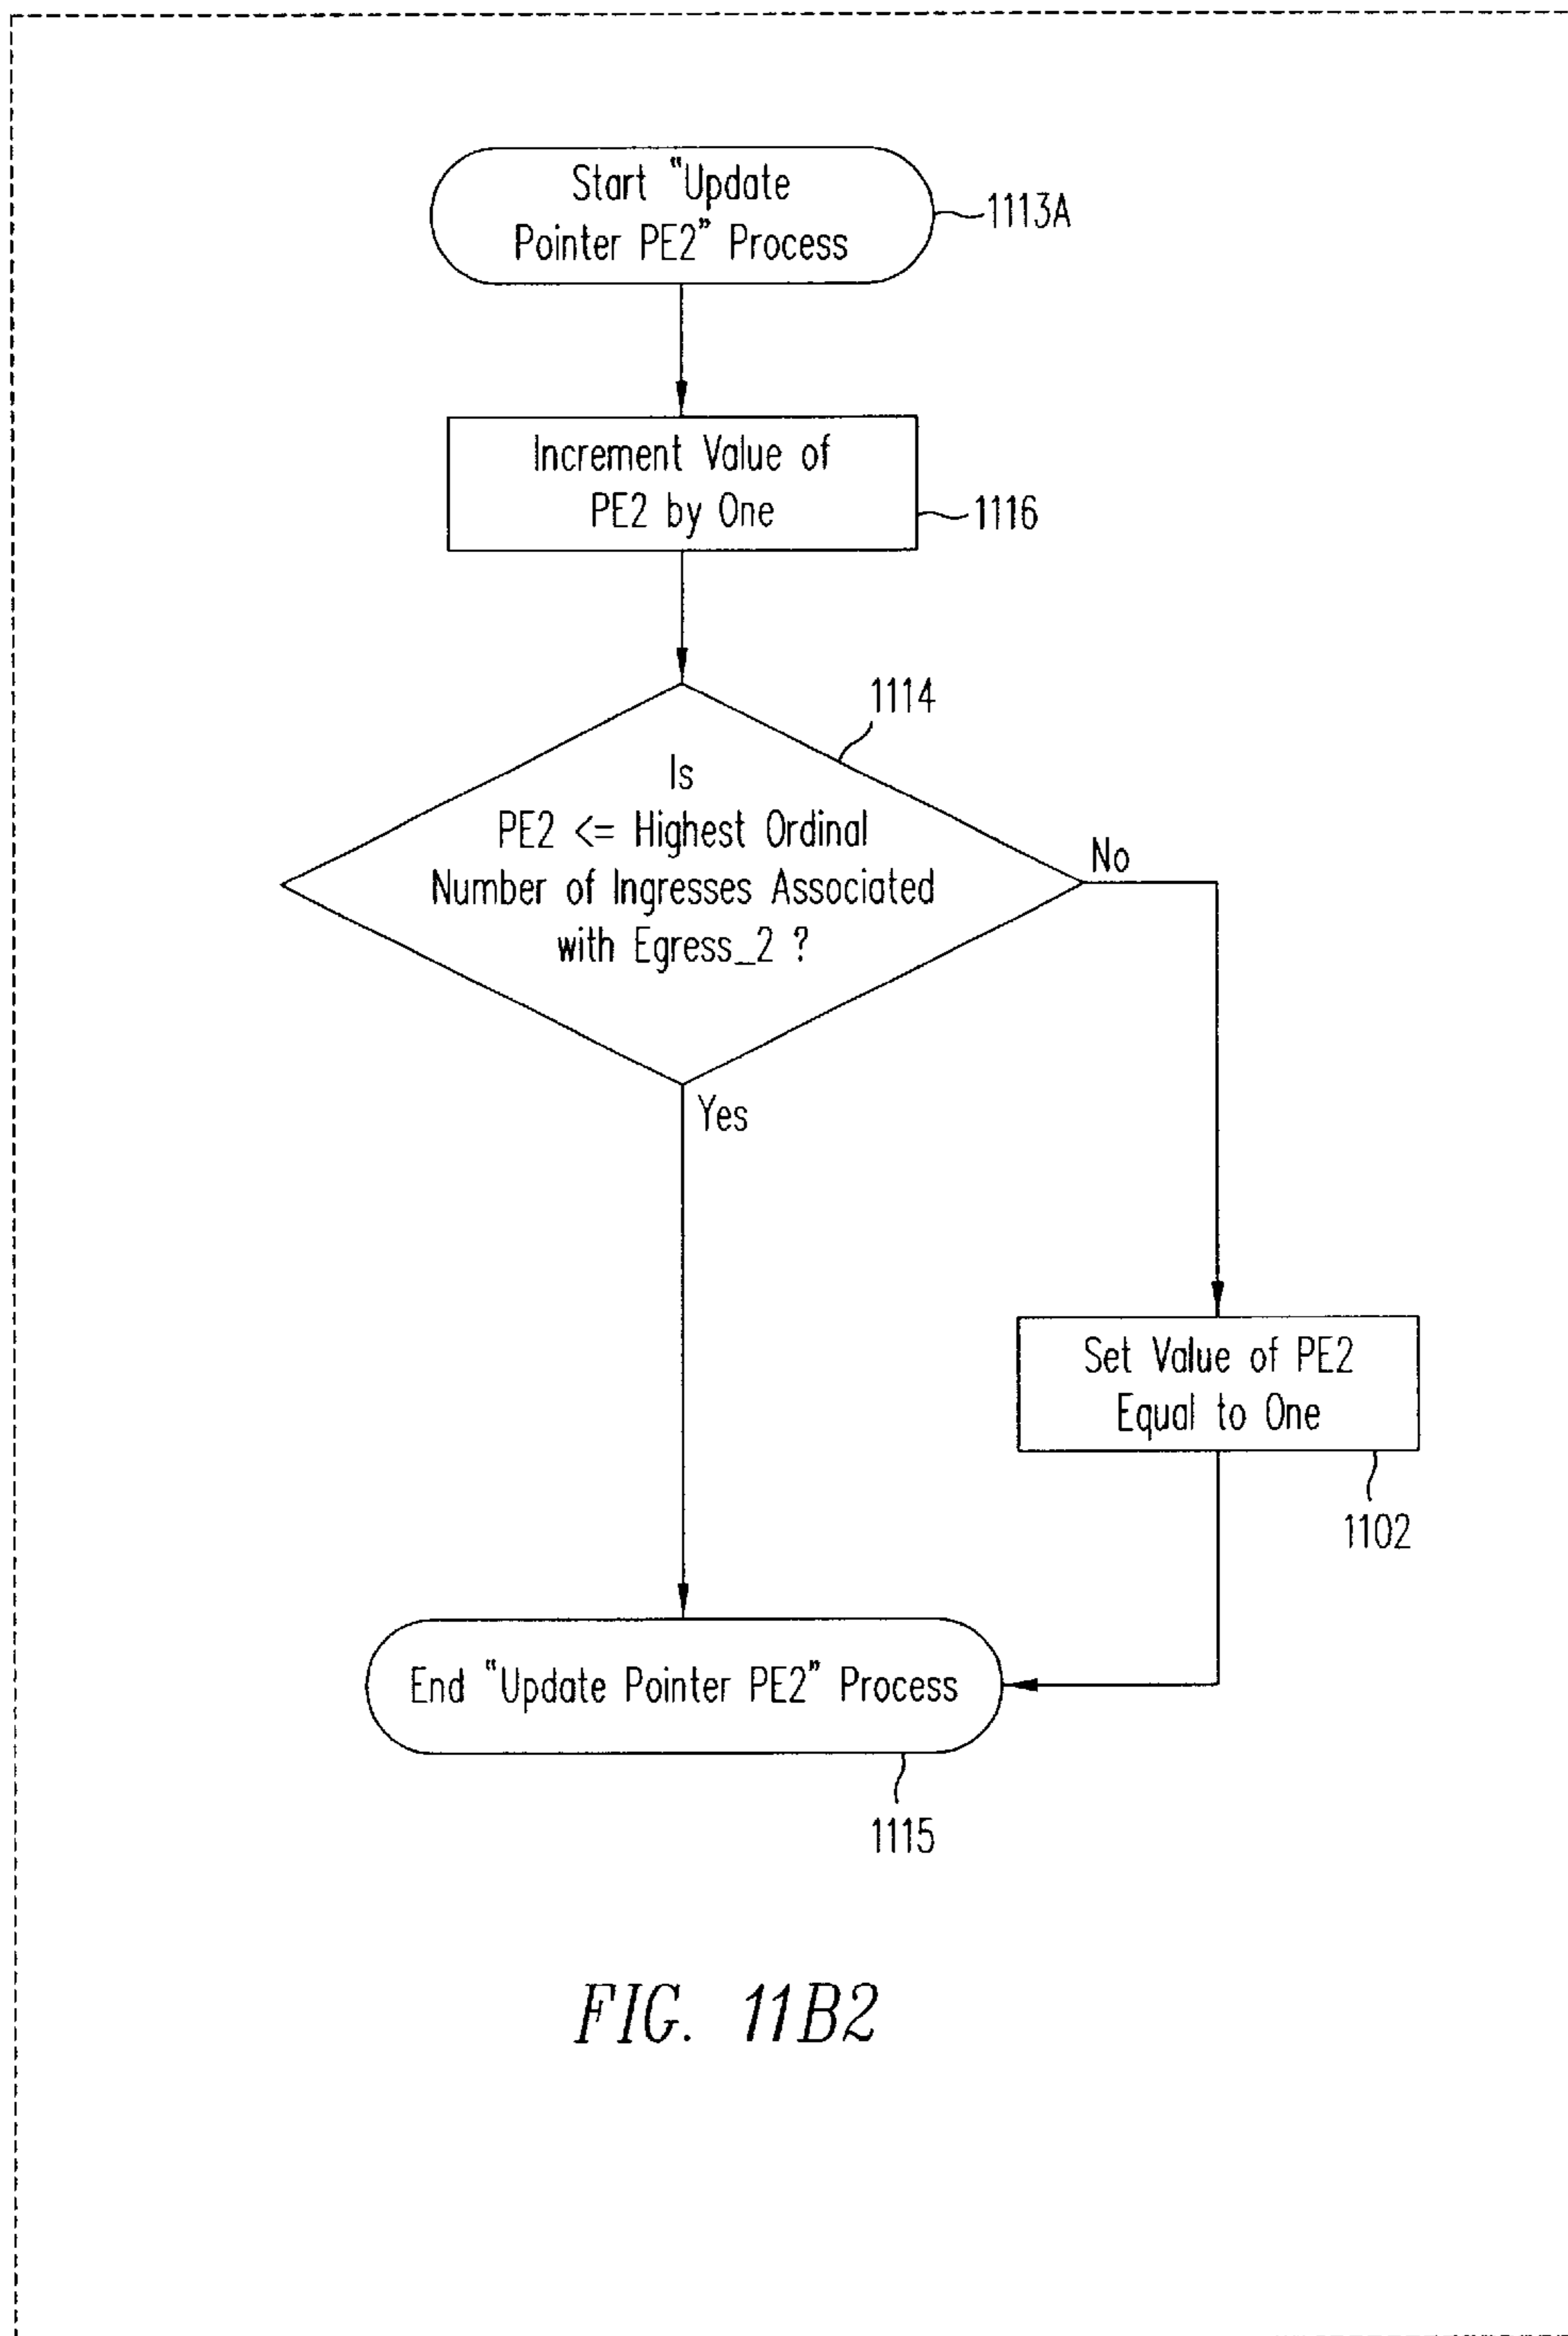 Start "Update
Pointer PE2" Process
1113A
Increment Value of
PE2 by One
1116
1114
Is
PE2 <= Highest Ordinal
Number of Ingresses Associated
with Egress_2 ?
No
Yes
Set Value of PE2
Equal to One
1102
End "Update Pointer PE2" Process
1115
FIG. 11B2